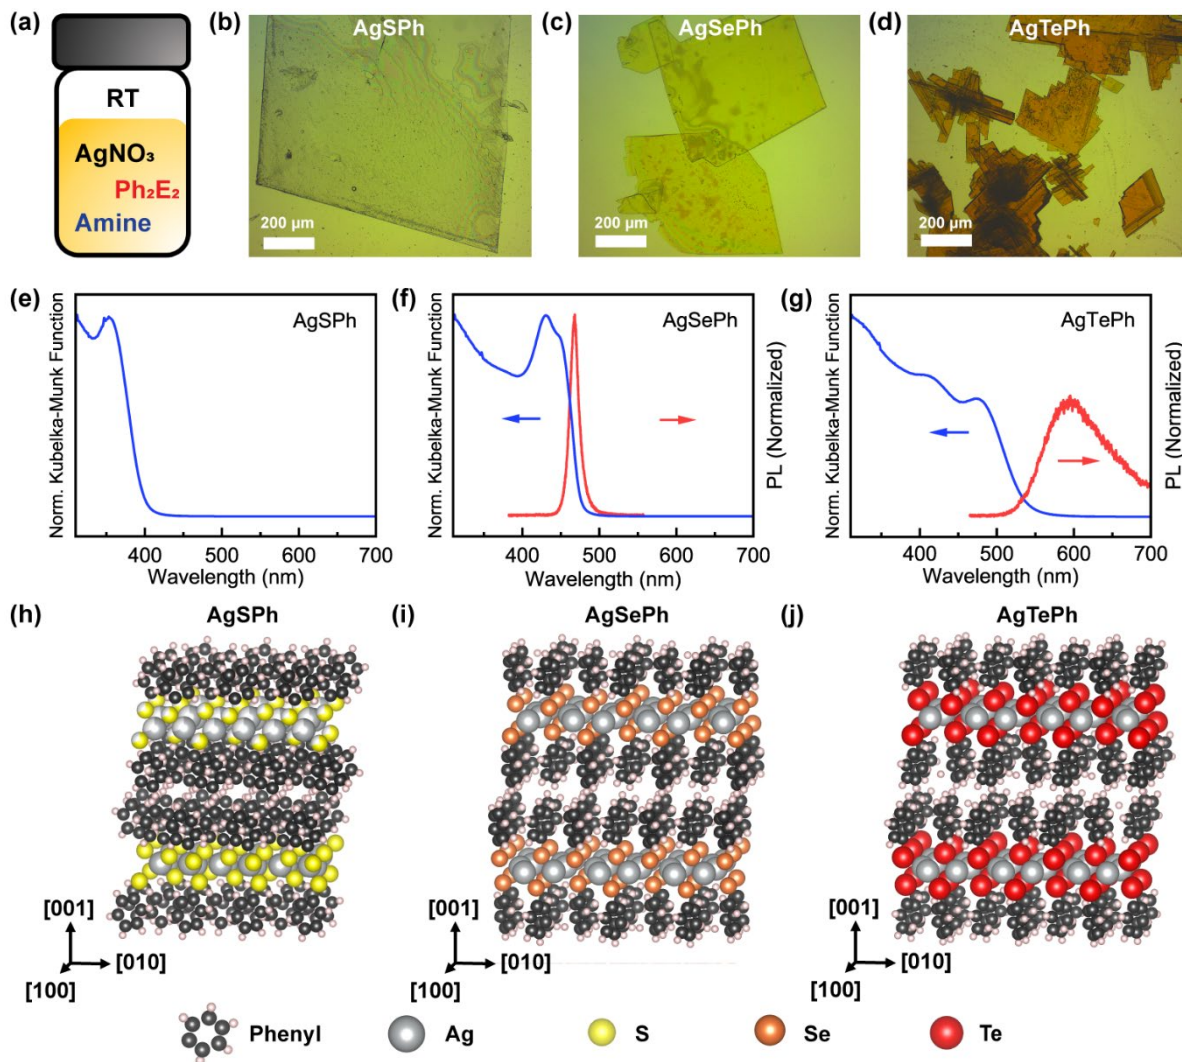 (a)
RT
AgNO₃
Ph₂E₂
Amine
(b)
AgSPh
200 μm
(c)
AgSePh
200 μm
(d)
AgTePh
200 μm
(e)
Norm. Kubelka-Munk Function
AgSPh
400 500 600 700
Wavelength (nm)
(f)
Norm. Kubelka-Munk Function
AgSePh
PL (Normalized)
400 500 600 700
Wavelength (nm)
(g)
Norm. Kubelka-Munk Function
AgTePh
PL (Normalized)
400 500 600 700
Wavelength (nm)
(h)
AgSPh
[001]
[010]
[100]
(i)
AgSePh
[001]
[010]
[100]
(j)
AgTePh
[001]
[010]
[100]
Phenyl Ag S Se Te